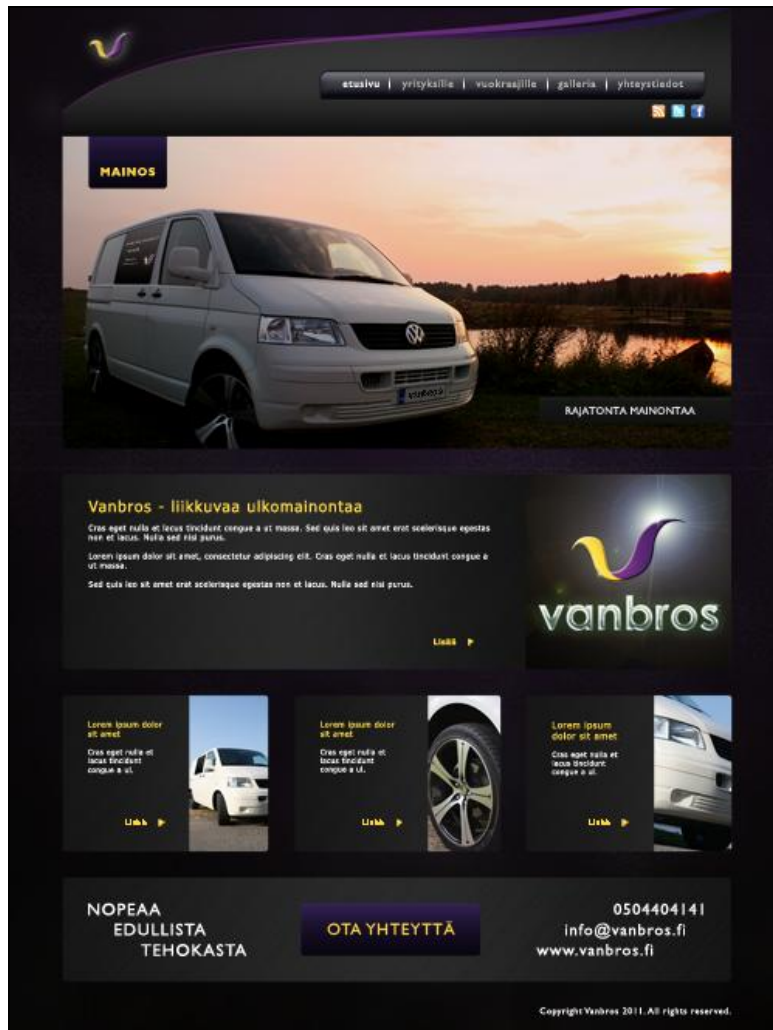 etusivu | yrityksille | vuokraajille | galleria | yhteystiedot
MAINOS
vanbros
RAJATONTA MAINONTAA
Vanbros - liikkuvaa ulkomainontaa
Cras eget nulla et lacus tincidunt congue a ut massa. Sed quis leo sit amet erat scelerisque egestas
non et lacus. Nulla sed nisi purus.
Lorem ipsum dolor sit amet, consectetur adipiscing elit. Cras eget nulla et lacus tincidunt congue a
ut massa.
Sed quis leo sit amet erat scelerisque egestas non et lacus. Nulla sed nisi purus.
Lisää
vanbros
Lorem ipsum dolor
sit amet
Cras eget nulla et
lacus tincidunt
congue a ut.
Lorem ipsum dolor
sit amet
Cras eget nulla et
lacus tincidunt
congue a ut.
Lorem ipsum
dolor sit amet
Cras eget nulla et
lacus tincidunt
congue a ut.
NOPEAA
EDULLISTA
TEHOKASTA
OTA YHTEYTTÄ
0504404141
info@vanbros.fi
www.vanbros.fi
Copyright Vanbros 2011. All rights reserved.